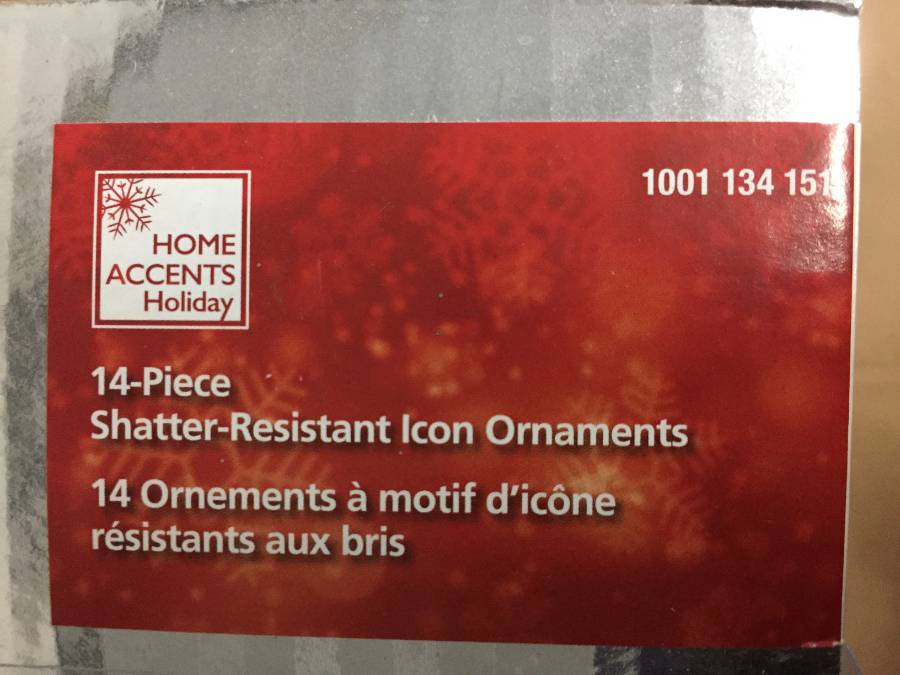 HOME
ACCENTS
Holiday
1001 134 151
14-Piece
Shatter-Resistant Icon Ornaments
14 Ornements à motif d'icône
résistants aux bris